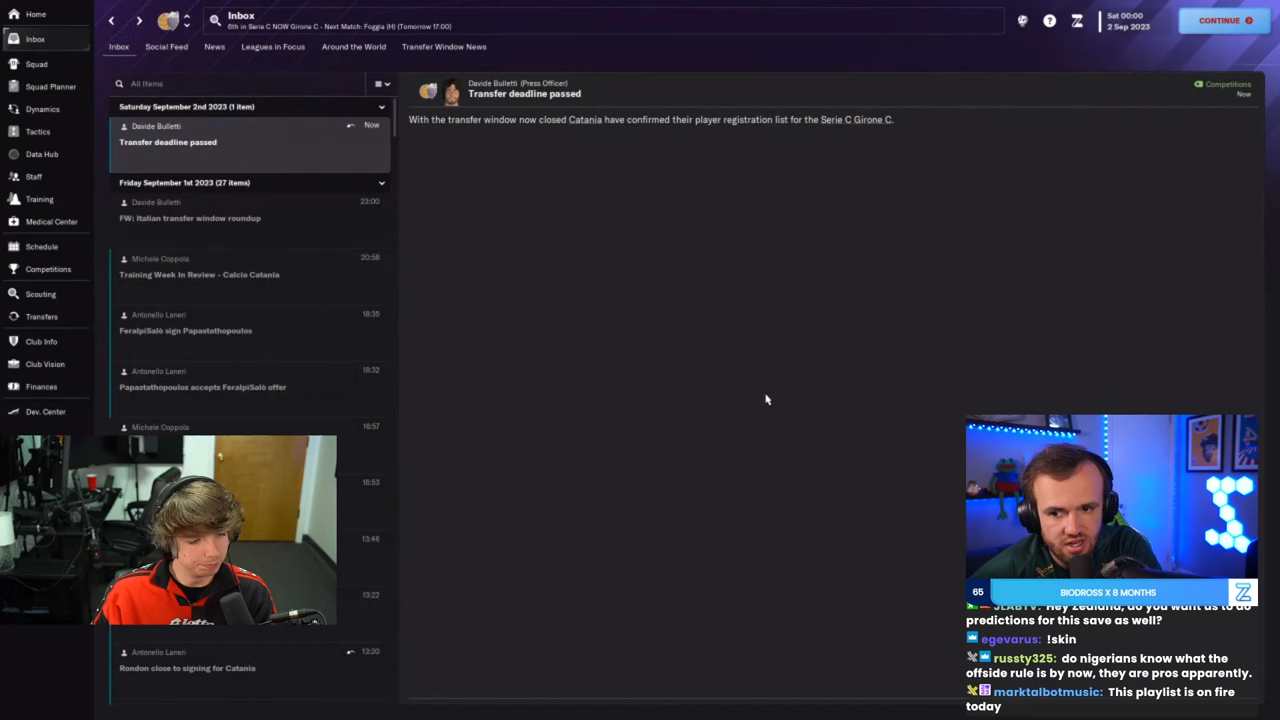 Home
Inbox
Squad
Squad Planner
Dynamics
Tactics
Data Hub
Staff
Training
Medical Center
Schedule
Competitions
Scouting
Transfers
Club Info
Club Vision
Finances
Dev. Center
Inbox
6th in Serie C NOW Girone C - Next Match: Foggia (H) (Tomorrow 17:00)
Sat 00:00
2 Sep 2023
CONTINUE
Inbox Social Feed News Leagues in Focus Around the World Transfer Window News
All Items
Saturday September 2nd 2023 (1 item)
Davide Bulletti Now
Transfer deadline passed
Friday September 1st 2023 (27 items)
Davide Bulletti 23:00
FW: Italian transfer window roundup
Michele Coppola 20:58
Training Week In Review - Calcio Catania
Antonello Laneri 18:35
FeralpiSalò sign Papastathopoulos
Antonello Laneri 18:32
Papastathopoulos accepts FeralpiSalò offer
Michele Coppola 16:57
16:53
13:46
13:22
Antonello Laneri 13:20
Rondon close to signing for Catania
Davide Bulletti (Press Officer)
Transfer deadline passed
Competitions
Now
With the transfer window now closed Catania have confirmed their player registration list for the Serie C Girone C.
65 BIODROSS X 8 MONTHS
JLABTV: Hey Zealand, do you want us to do
predictions for this save as well?
egevarus: !skin
russty325: do nigerians know what the
offside rule is by now, they are pros apparently.
marktalbotmusic: This playlist is on fire
today